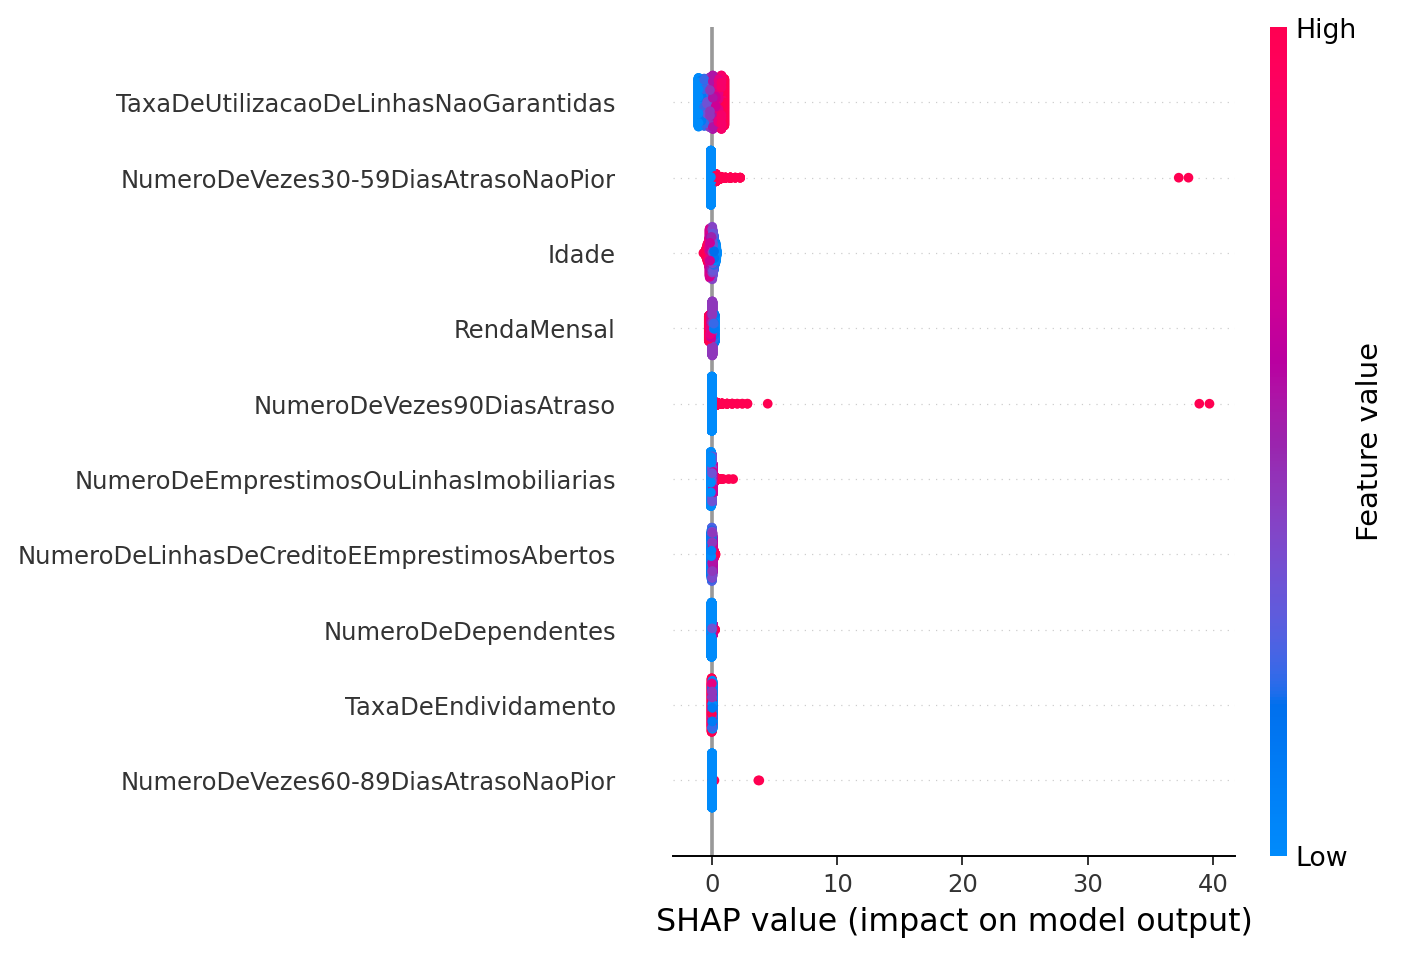 High
TaxaDeUtilizacaoDeLinhasNaoGarantidas
NumeroDeVezes30-59DiasAtrasoNaoPior
Idade
RendaMensal
NumeroDeVezes90DiasAtraso
NumeroDeEmprestimosOuLinhasImobiliarias
NumeroDeLinhasDeCreditoEEmprestimosAbertos
NumeroDeDependentes
TaxaDeEndividamento
NumeroDeVezes60-89DiasAtrasoNaoPior
Feature value
Low
0 10 20 30 40
SHAP value (impact on model output)